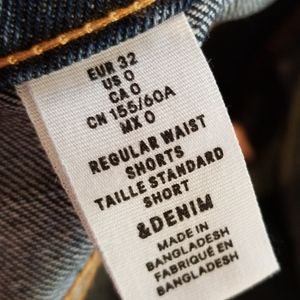 EUR 32
US 0
CA 0
CN 155/60A
MX 0
REGULAR WAIST
SHORTS
TAILLE STANDARD
SHORT
&DENIM
MADE IN
BANGLADESH
FABRIQUÉ EN
BANGLADESH